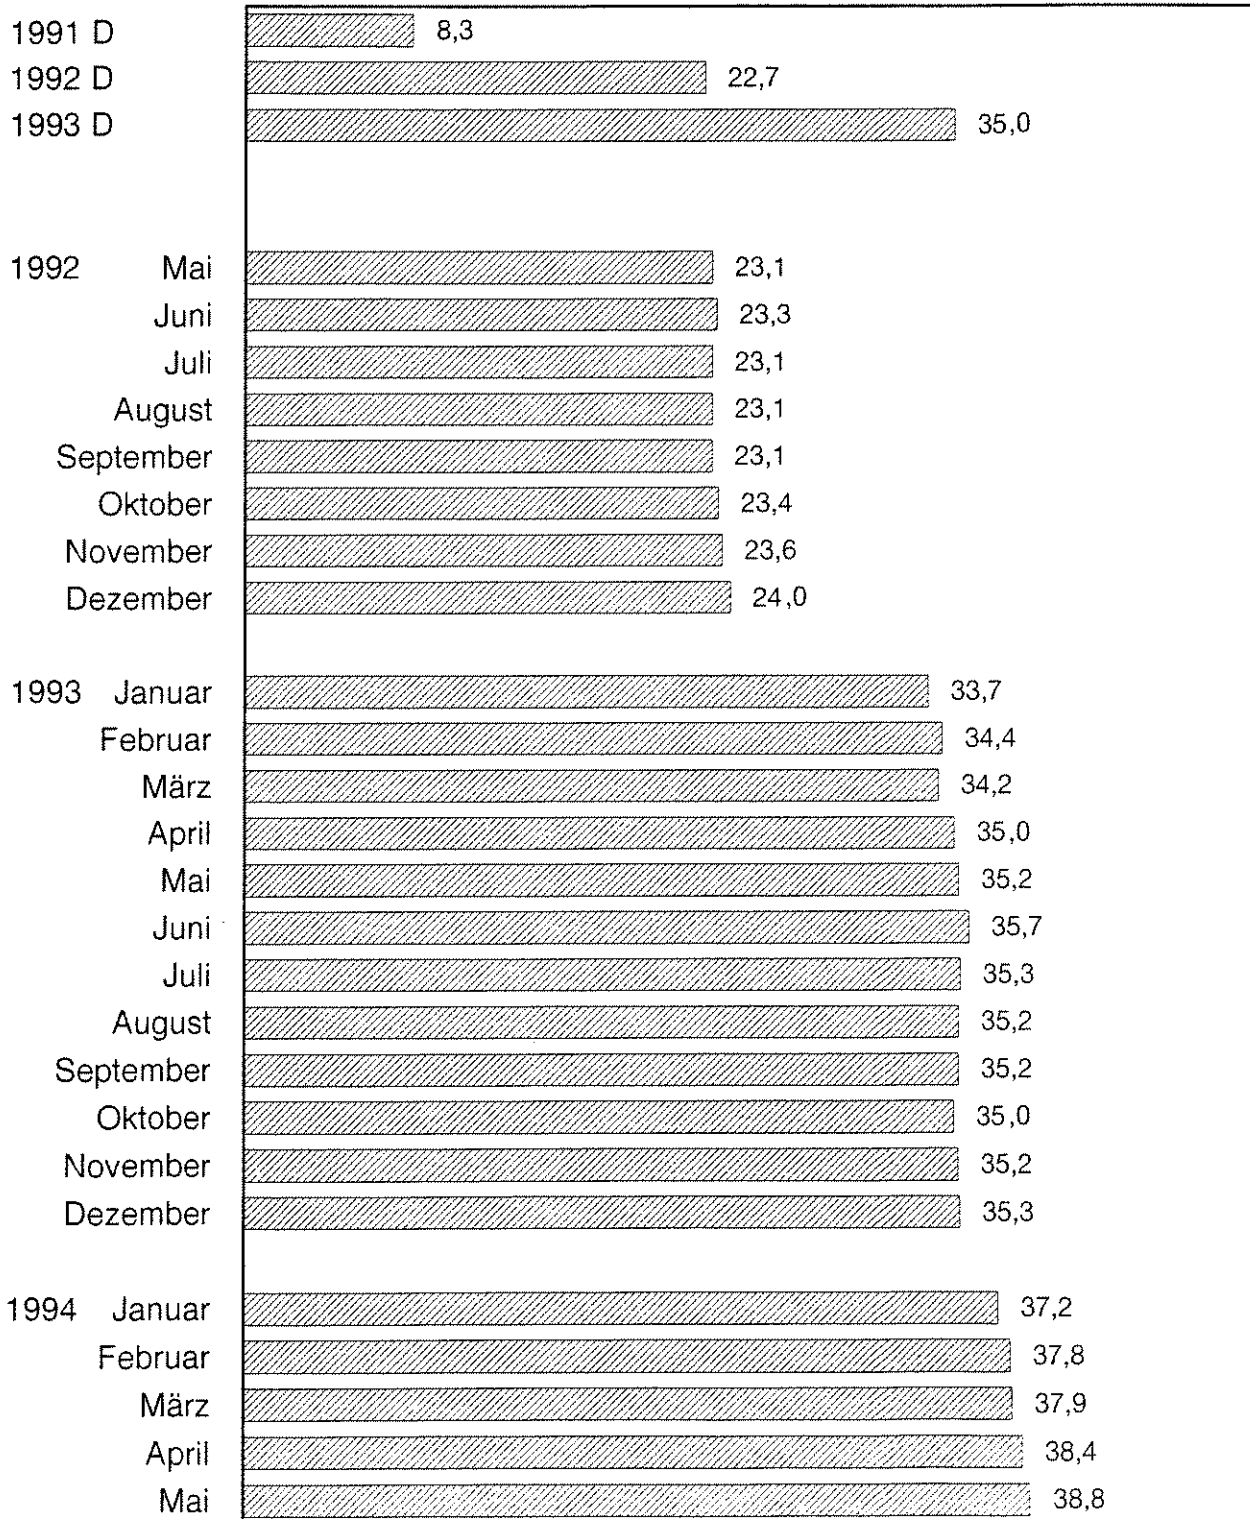 1991 D 8,3
1992 D 22,7
1993 D 35,0
1992 Mai 23,1
Juni 23,3
Juli 23,1
August 23,1
September 23,1
Oktober 23,4
November 23,6
Dezember 24,0
1993 Januar 33,7
Februar 34,4
März 34,2
April 35,0
Mai 35,2
Juni 35,7
Juli 35,3
August 35,2
September 35,2
Oktober 35,0
November 35,2
Dezember 35,3
1994 Januar 37,2
Februar 37,8
März 37,9
April 38,4
Mai 38,8